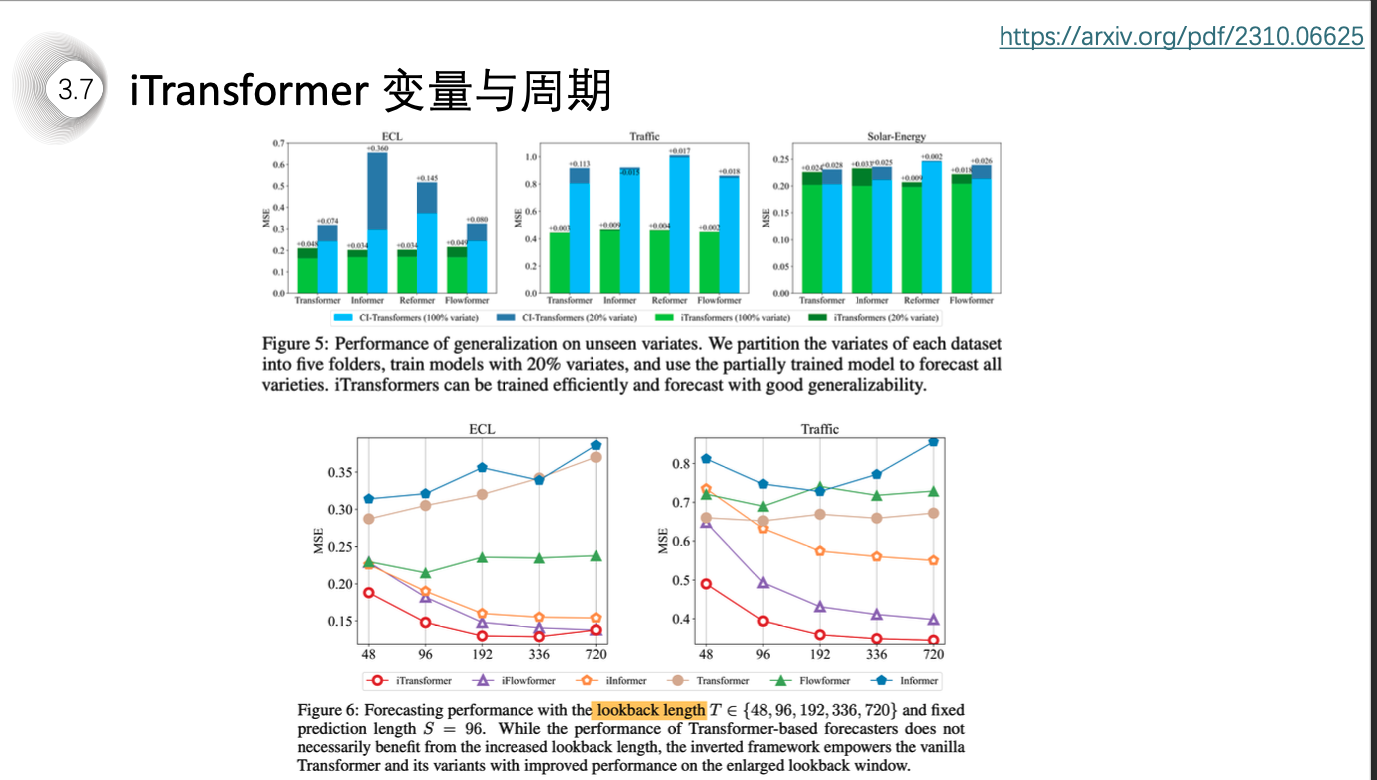 https://arxiv.org/pdf/2310.06625
3.7
iTransformer 变量与周期
ECL
Traffic
Solar-Energy
0.7
0.6
0.5
0.4
0.3
0.2
0.1
0.0
MSE
+0.048
+0.074
+0.034
+0.360
+0.034
+0.145
+0.049
+0.080
Transformer Informer Reformer Flowformer
1.0
0.8
0.6
0.4
0.2
0.0
MSE
+0.003
+0.113
+0.009
-0.015
+0.004
+0.017
+0.002
+0.018
Transformer Informer Reformer Flowformer
0.25
0.20
0.15
0.10
0.05
0.00
MSE
+0.024
+0.028
+0.033
+0.025
+0.009
+0.002
+0.018
+0.026
Transformer Informer Reformer Flowformer
CI-Transformers (100% variate) CI-Transformers (20% variate) iTransformers (100% variate) iTransformers (20% variate)
Figure 5: Performance of generalization on unseen variates. We partition the variates of each dataset
into five folders, train models with 20% variates, and use the partially trained model to forecast all
varieties. iTransformers can be trained efficiently and forecast with good generalizability.
ECL
0.35
0.30
0.25
0.20
0.15
MSE
48 96 192 336 720
Traffic
0.8
0.7
0.6
0.5
0.4
MSE
48 96 192 336 720
iTransformer iFlowformer iInformer Transformer Flowformer Informer
Figure 6: Forecasting performance with the lookback length T ∈ {48, 96, 192, 336, 720} and fixed
prediction length S = 96. While the performance of Transformer-based forecasters does not
necessarily benefit from the increased lookback length, the inverted framework empowers the vanilla
Transformer and its variants with improved performance on the enlarged lookback window.